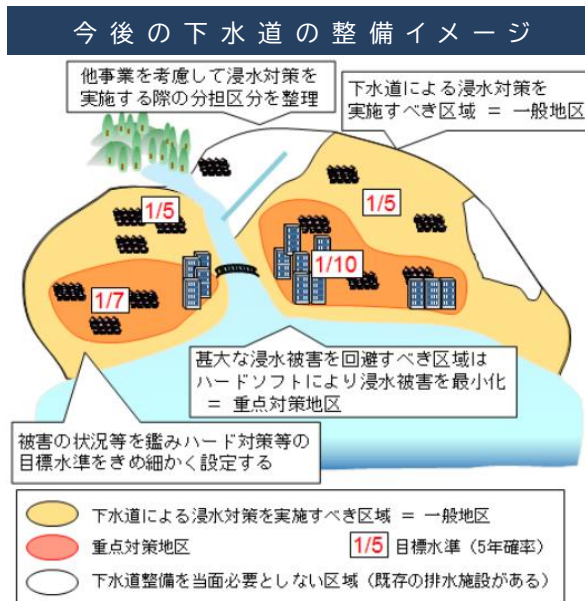 今後の下水道の整備イメージ
他事業を考慮して浸水対策を
実施する際の分担区分を整理
下水道による浸水対策を
実施すべき区域 = 一般地区
1/5
1/5
1/10
1/7
甚大な浸水被害を回避すべき区域は
ハードソフトにより浸水被害を最小化
= 重点対策地区
被害の状況等を鑑みハード対策等の
目標水準をきめ細かく設定する
下水道による浸水対策を実施すべき区域 = 一般地区
重点対策地区
1/5 目標水準（5年確率）
下水道整備を当面必要としない区域（既存の排水施設がある）